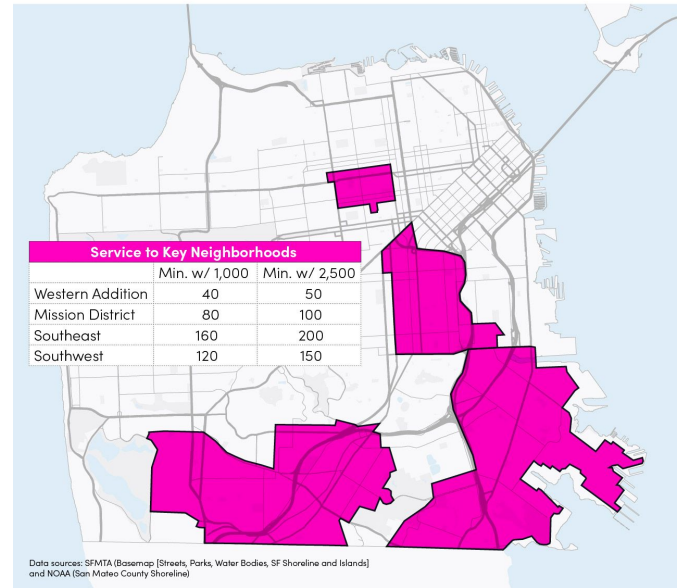 Service to Key Neighborhoods
Min. w/ 1,000 Min. w/ 2,500
Western Addition 40 50
Mission District 80 100
Southeast 160 200
Southwest 120 150
Data sources: SFMTA (Basemap [Streets, Parks, Water Bodies, SF Shoreline and Islands]
and NOAA (San Mateo County Shoreline)